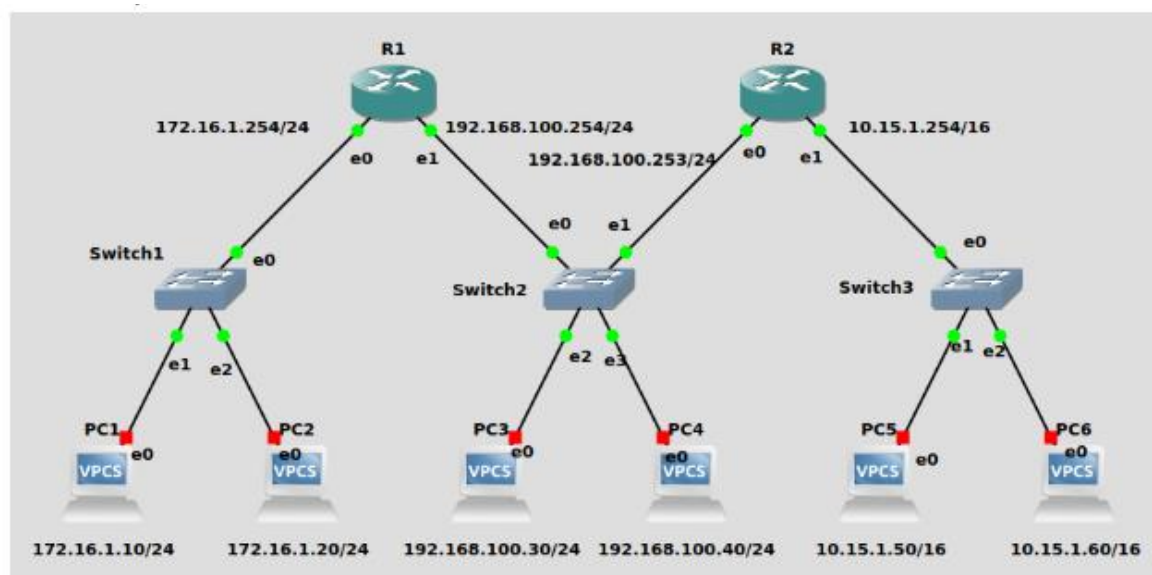 R1
R2
172.16.1.254/24
192.168.100.254/24
10.15.1.254/16
e0
e1
192.168.100.253/24
e0
e1
e0
e1
e0
Switch1
e0
Switch2
Switch3
e1
e2
e2
e3
e1
e2
PC1
PC2
PC3
PC4
PC5
PC6
e0
e0
e0
e0
e0
e0
VPCS
VPCS
VPCS
VPCS
VPCS
VPCS
172.16.1.10/24
172.16.1.20/24
192.168.100.30/24
192.168.100.40/24
10.15.1.50/16
10.15.1.60/16